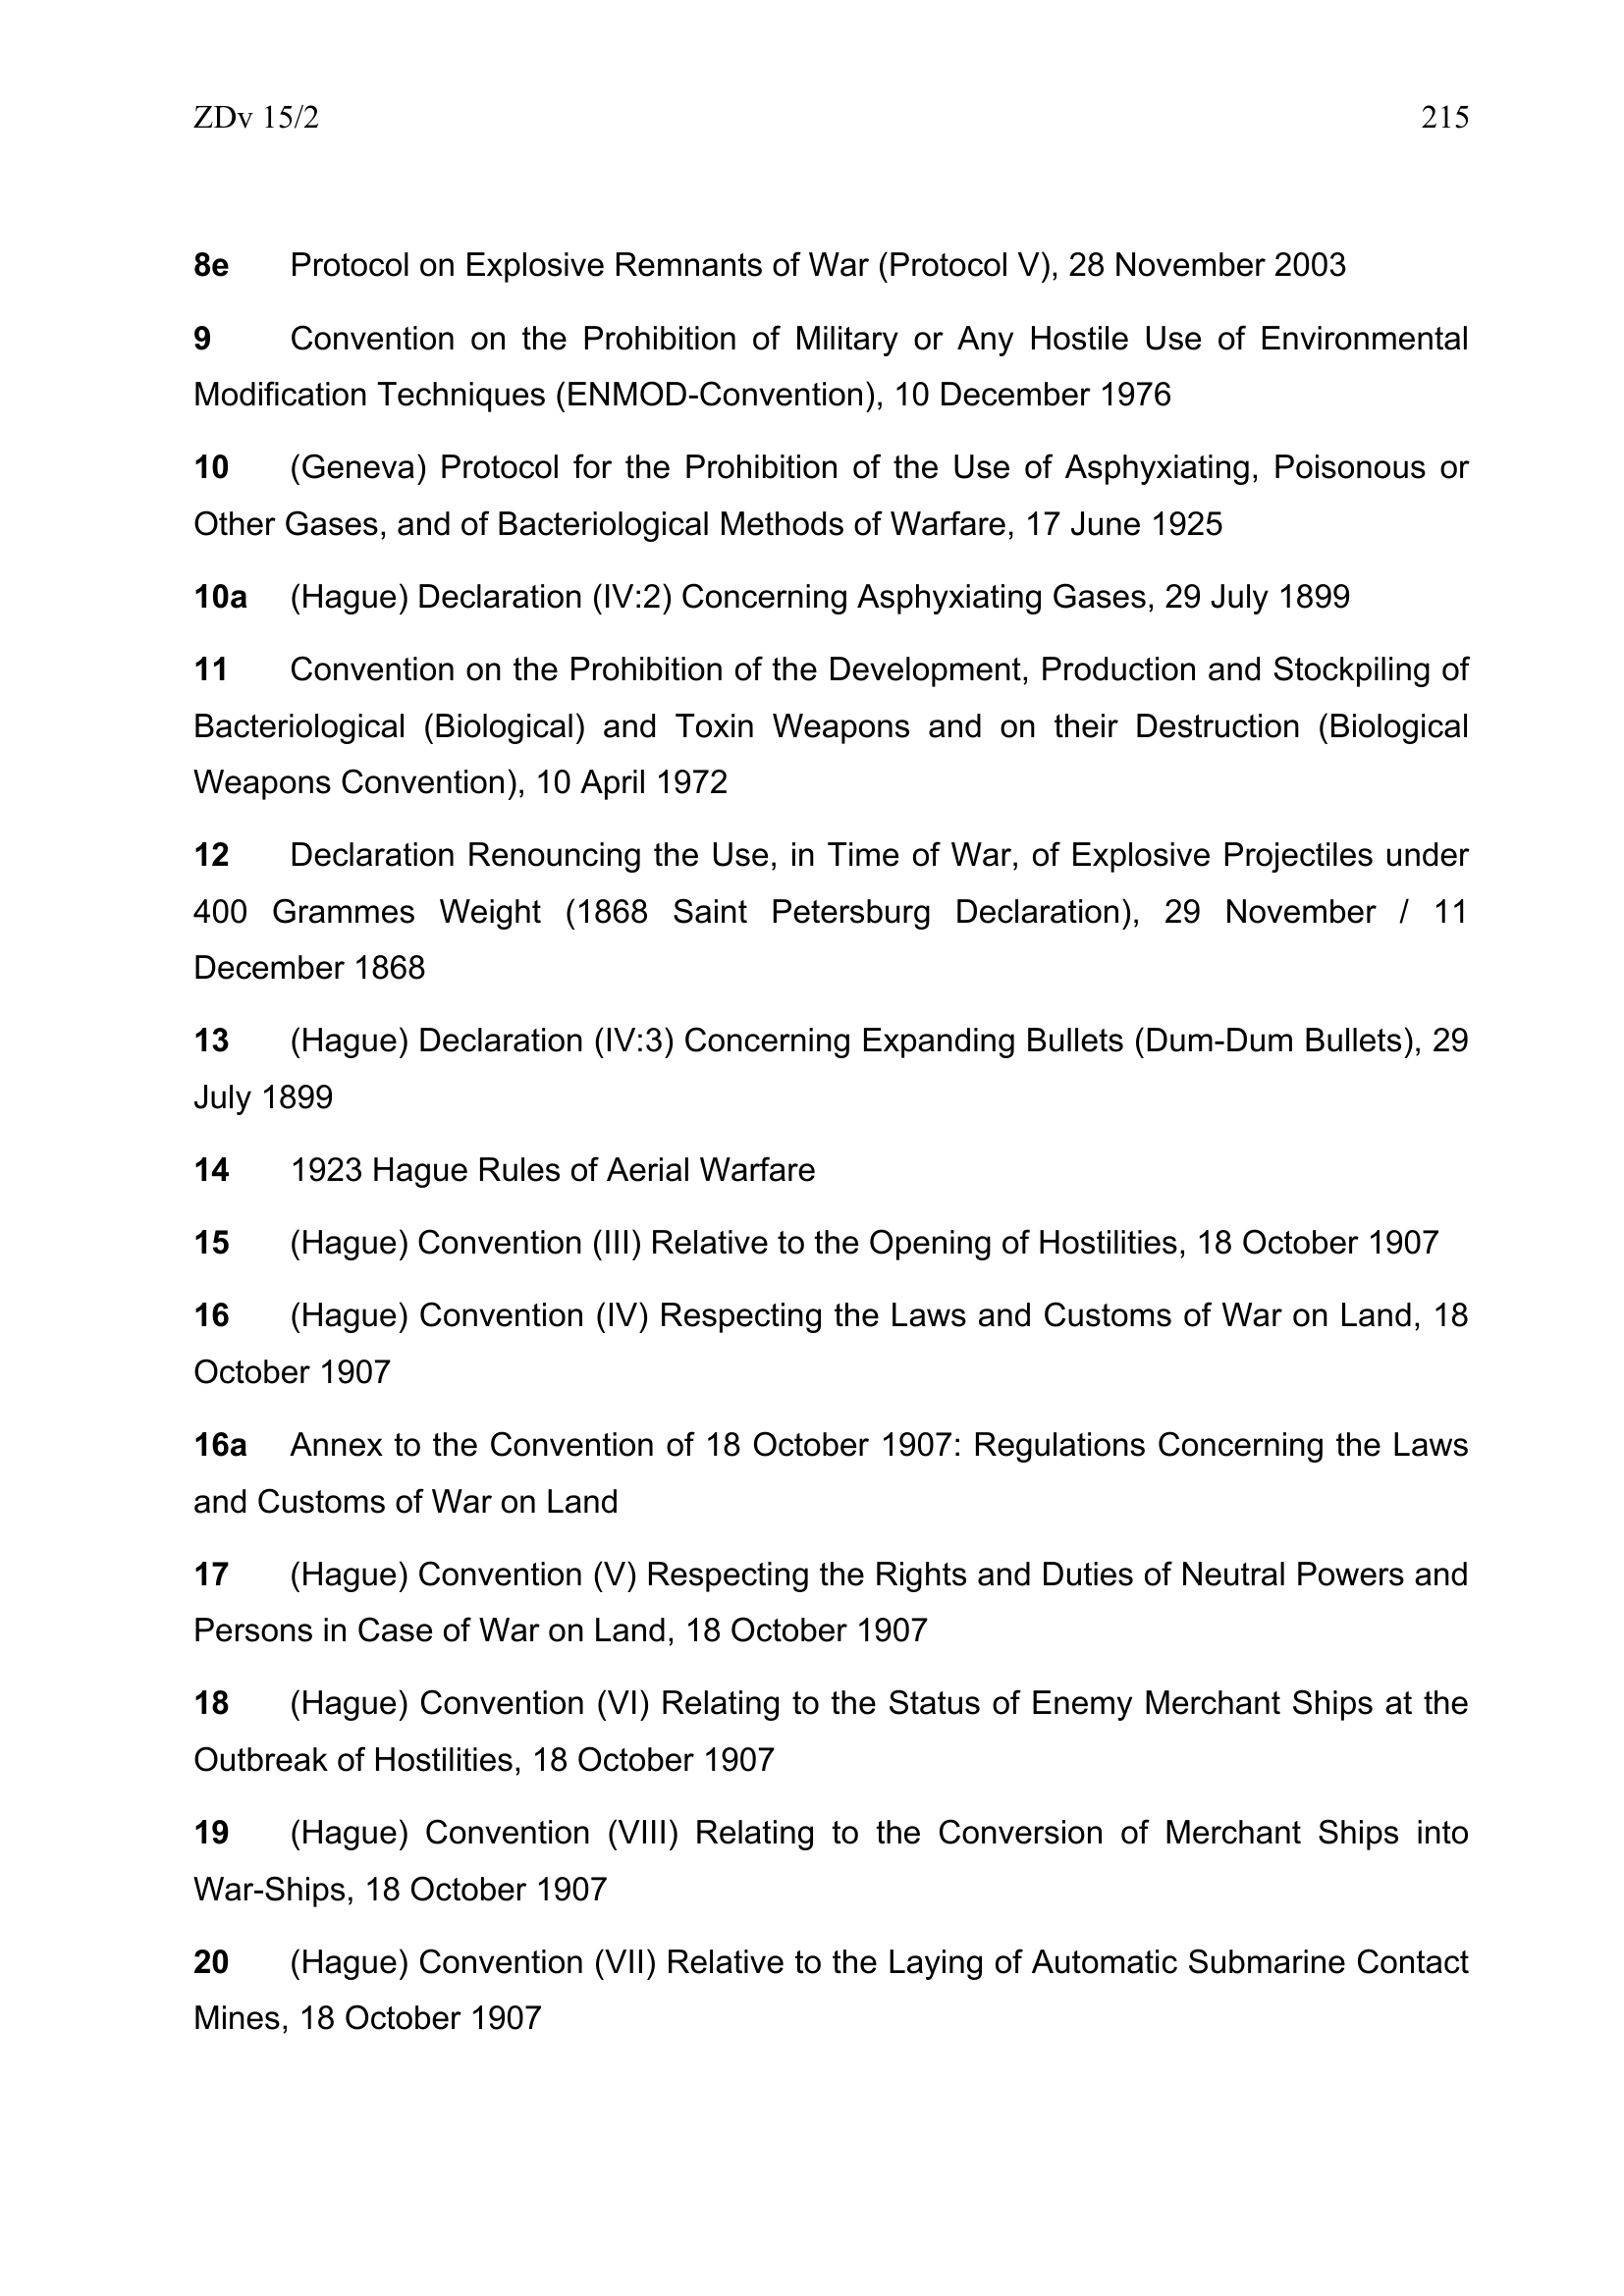 ZDv 15/2 215
8e Protocol on Explosive Remnants of War (Protocol V), 28 November 2003
9 Convention on the Prohibition of Military or Any Hostile Use of Environmental
Modification Techniques (ENMOD-Convention), 10 December 1976
10 (Geneva) Protocol for the Prohibition of the Use of Asphyxiating, Poisonous or
Other Gases, and of Bacteriological Methods of Warfare, 17 June 1925
10a (Hague) Declaration (IV:2) Concerning Asphyxiating Gases, 29 July 1899
11 Convention on the Prohibition of the Development, Production and Stockpiling of
Bacteriological (Biological) and Toxin Weapons and on their Destruction (Biological
Weapons Convention), 10 April 1972
12 Declaration Renouncing the Use, in Time of War, of Explosive Projectiles under
400 Grammes Weight (1868 Saint Petersburg Declaration), 29 November / 11
December 1868
13 (Hague) Declaration (IV:3) Concerning Expanding Bullets (Dum-Dum Bullets), 29
July 1899
14 1923 Hague Rules of Aerial Warfare
15 (Hague) Convention (III) Relative to the Opening of Hostilities, 18 October 1907
16 (Hague) Convention (IV) Respecting the Laws and Customs of War on Land, 18
October 1907
16a Annex to the Convention of 18 October 1907: Regulations Concerning the Laws
and Customs of War on Land
17 (Hague) Convention (V) Respecting the Rights and Duties of Neutral Powers and
Persons in Case of War on Land, 18 October 1907
18 (Hague) Convention (VI) Relating to the Status of Enemy Merchant Ships at the
Outbreak of Hostilities, 18 October 1907
19 (Hague) Convention (VIII) Relating to the Conversion of Merchant Ships into
War-Ships, 18 October 1907
20 (Hague) Convention (VII) Relative to the Laying of Automatic Submarine Contact
Mines, 18 October 1907